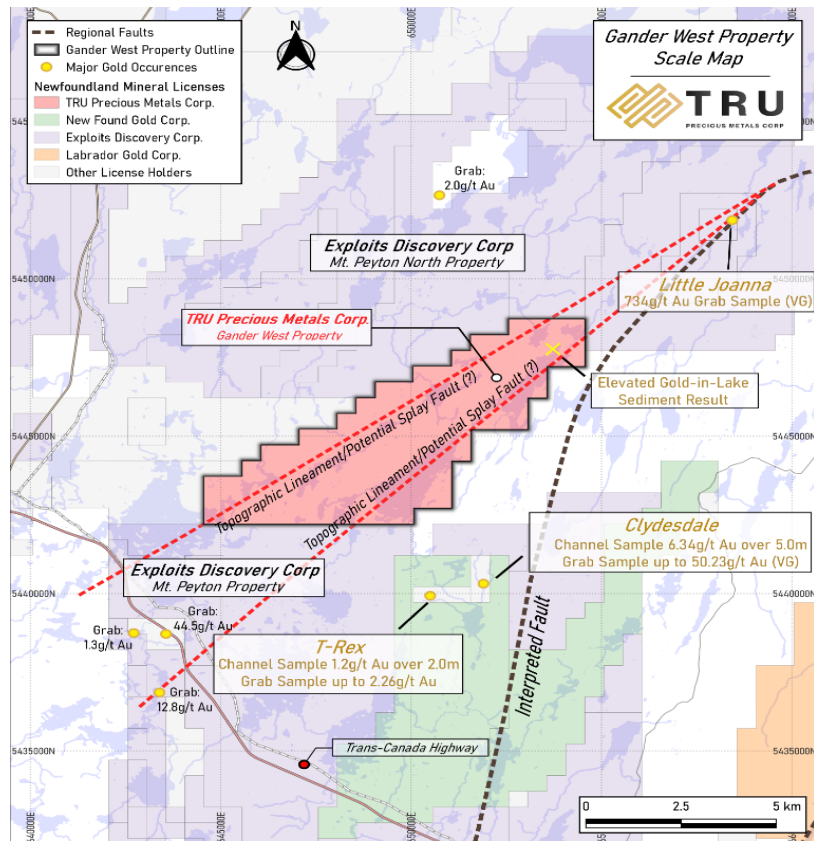 Regional Faults
Gander West Property Outline
Major Gold Occurences
Newfoundland Mineral Licenses
TRU Precious Metals Corp.
New Found Gold Corp.
Exploits Discovery Corp.
Labrador Gold Corp.
Other License Holders
650000N
Gander West Property
Scale Map
TRU
PRECIOUS METALS CORP
Grab:
2.0g/t Au
Exploits Discovery Corp
Mt. Peyton North Property
5450000N
5450000N
Little Joanna
734g/t Au Grab Sample (VG)
TRU Precious Metals Corp.
Gander West Property
Elevated Gold-in-Lake
Sediment Result
Topographic Lineament/Potential Splay Fault (?)
Topographic Lineament/Potential Splay Fault (?)
5445000N
5445000N
Clydesdale
Channel Sample 6.34g/t Au over 5.0m
Grab Sample up to 50.23g/t Au (VG)
Exploits Discovery Corp
Mt. Peyton Property
5440000N
5440000N
Grab:
44.5g/t Au
Grab:
1.3g/t Au
T-Rex
Channel Sample 1.2g/t Au over 2.0m
Grab Sample up to 2.26g/t Au
Interpreted Fault
Grab:
12.8g/t Au
Trans-Canada Highway
5435000N
5435000N
0 2.5 5 km
640000E
645000E
650000E